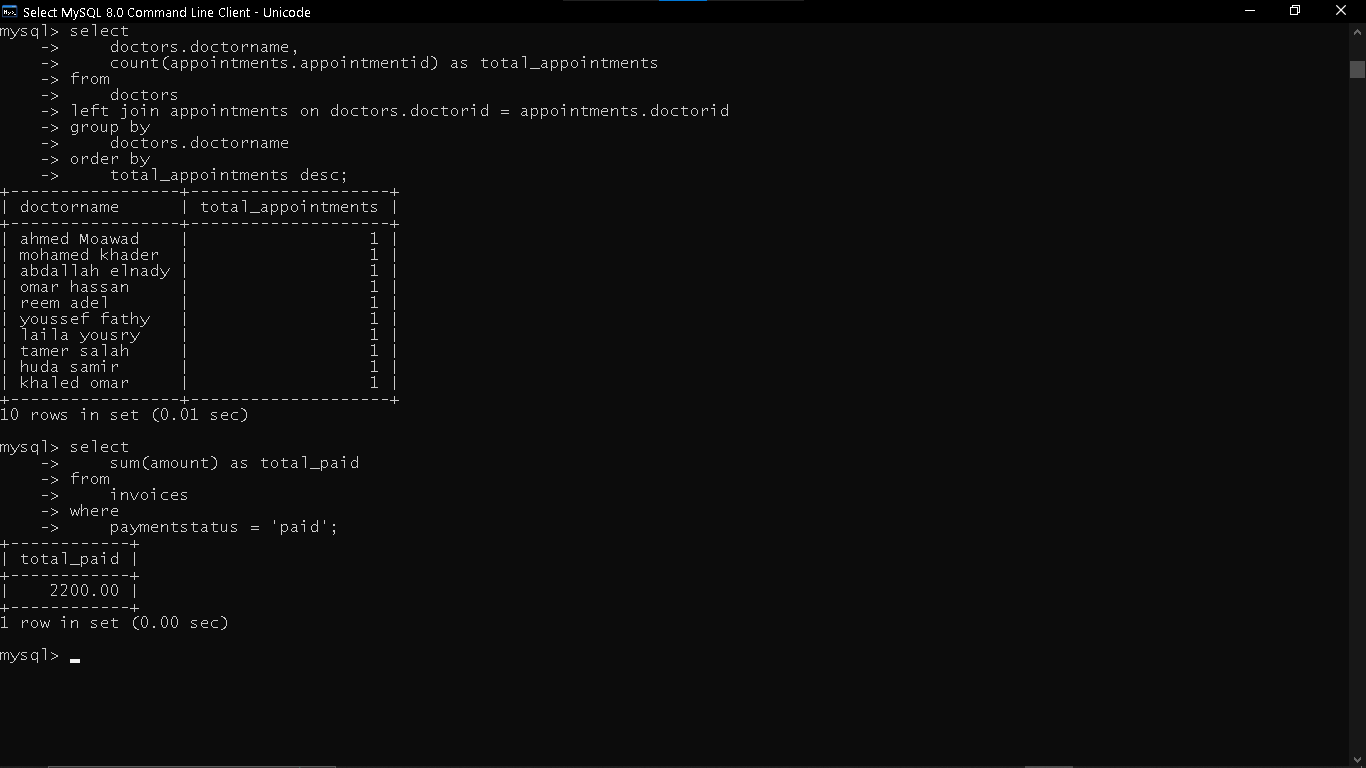 Select MySQL 8.0 Command Line Client - Unicode
mysql> select
    ->     doctors.doctorname,
    ->     count(appointments.appointmentid) as total_appointments
    -> from
    ->     doctors
    -> left join appointments on doctors.doctorid = appointments.doctorid
    -> group by
    ->     doctors.doctorname
    -> order by
    ->     total_appointments desc;
+-----------------+--------------------+
| doctorname      | total_appointments |
+-----------------+--------------------+
| ahmed Moawad    |                  1 |
| mohamed khader  |                  1 |
| abdallah elnady |                  1 |
| omar hassan     |                  1 |
| reem adel       |                  1 |
| youssef fathy   |                  1 |
| laila yousry    |                  1 |
| tamer salah     |                  1 |
| huda samir      |                  1 |
| khaled omar     |                  1 |
+-----------------+--------------------+
10 rows in set (0.01 sec)
mysql> select
    ->     sum(amount) as total_paid
    -> from
    ->     invoices
    -> where
    ->     paymentstatus = 'paid';
+------------+
| total_paid |
+------------+
|    2200.00 |
+------------+
1 row in set (0.00 sec)
mysql>